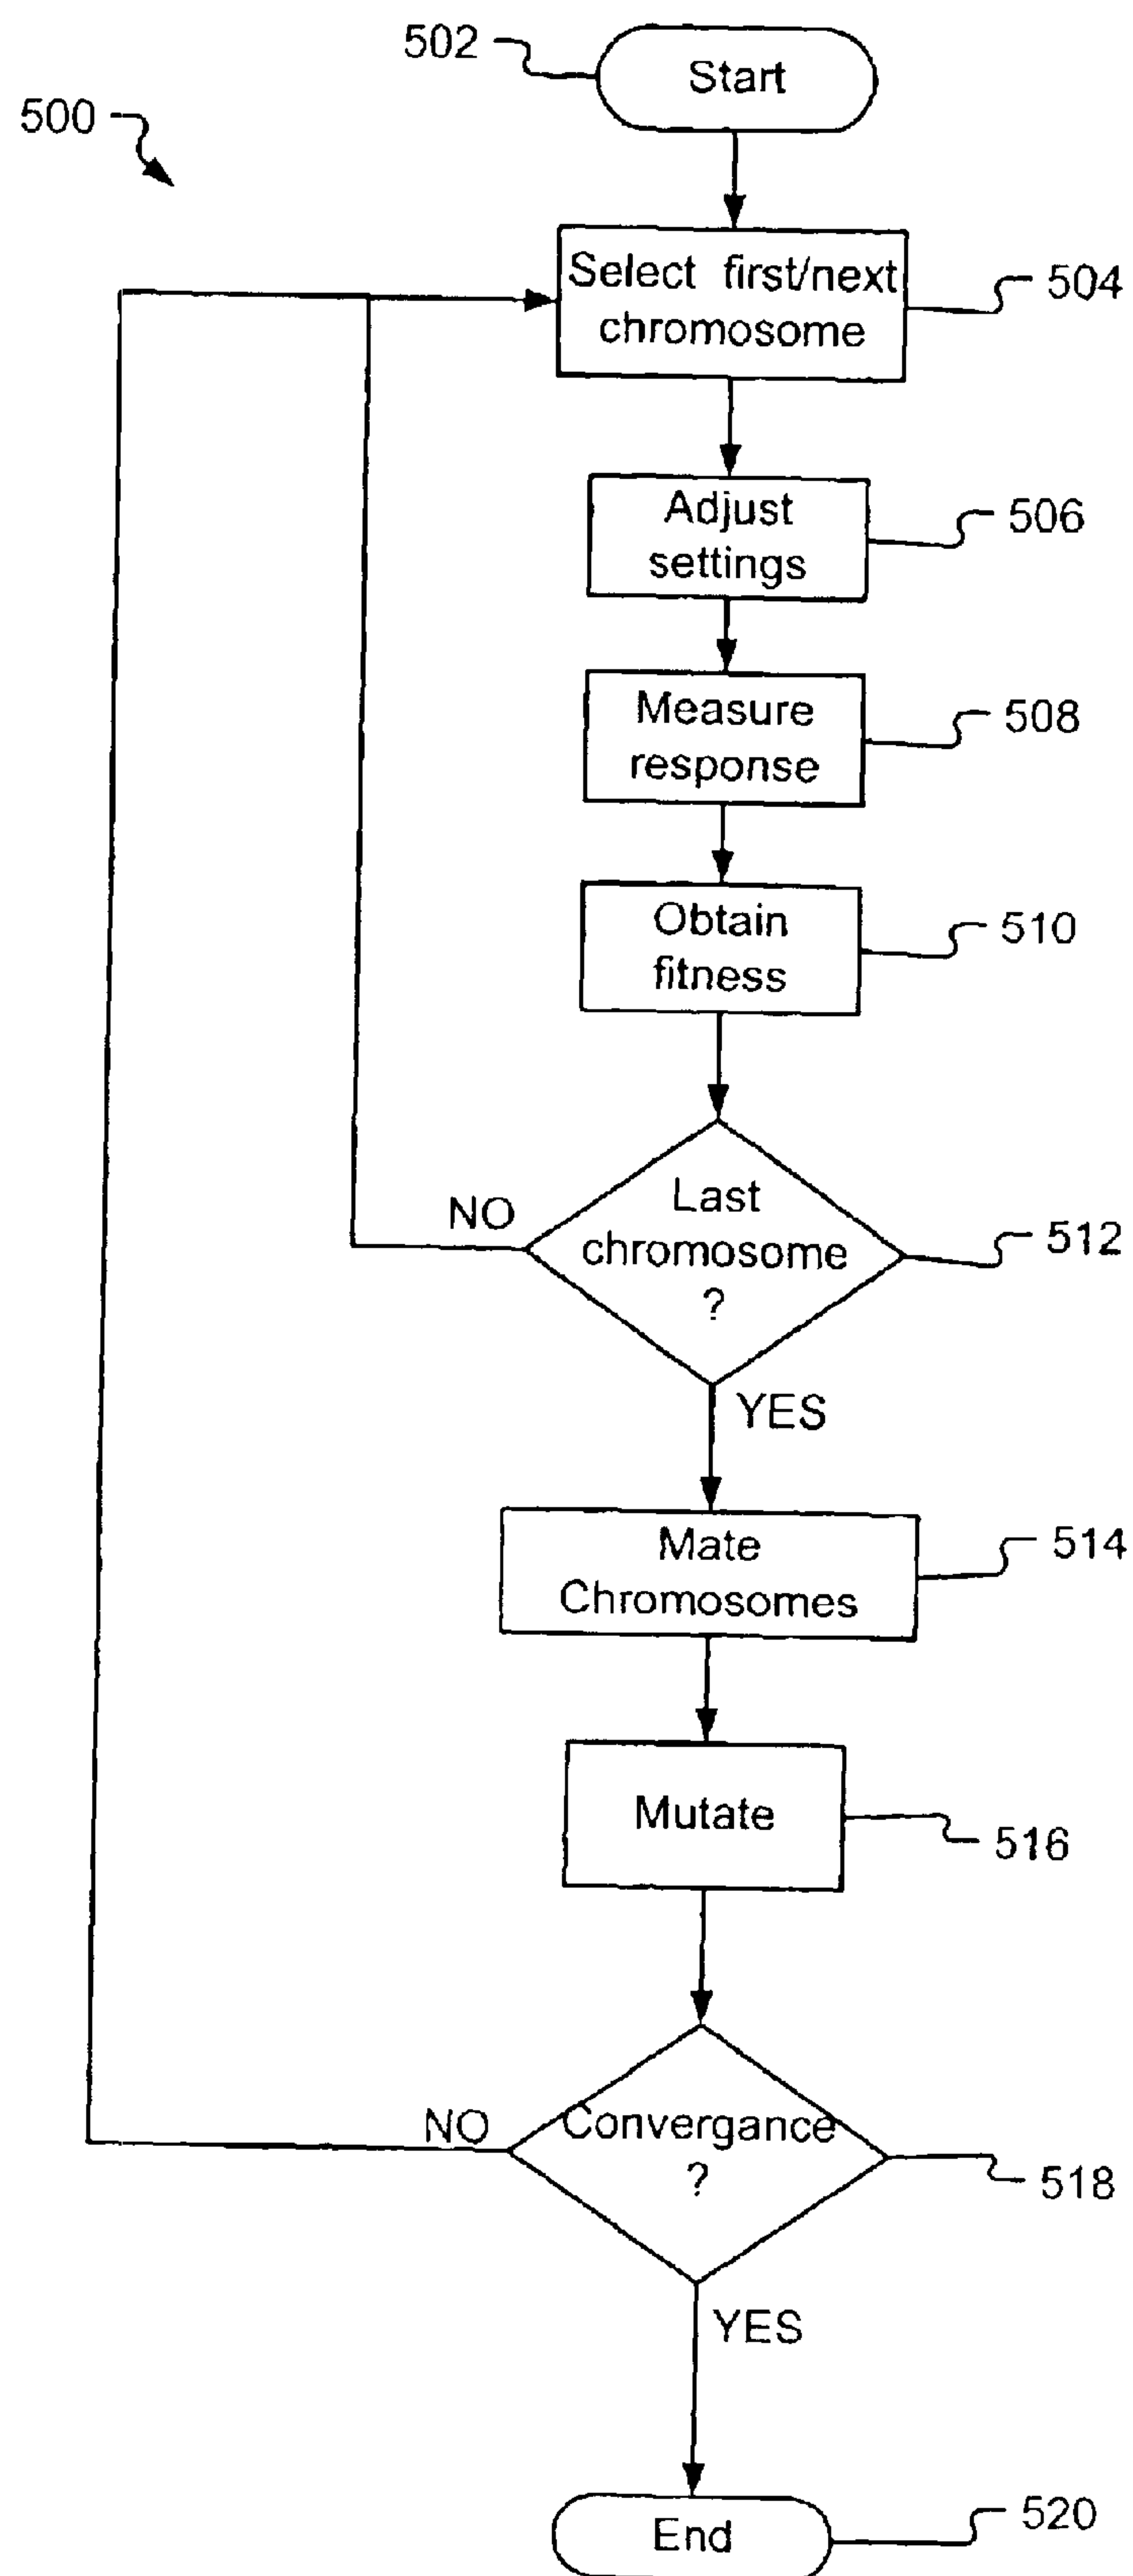 502
Start
500
Select first/next
chromosome
504
Adjust
settings
506
Measure
response
508
Obtain
fitness
510
Last
chromosome
?
NO
512
YES
Mate
Chromosomes
514
Mutate
516
Convergance
?
NO
518
YES
End
520